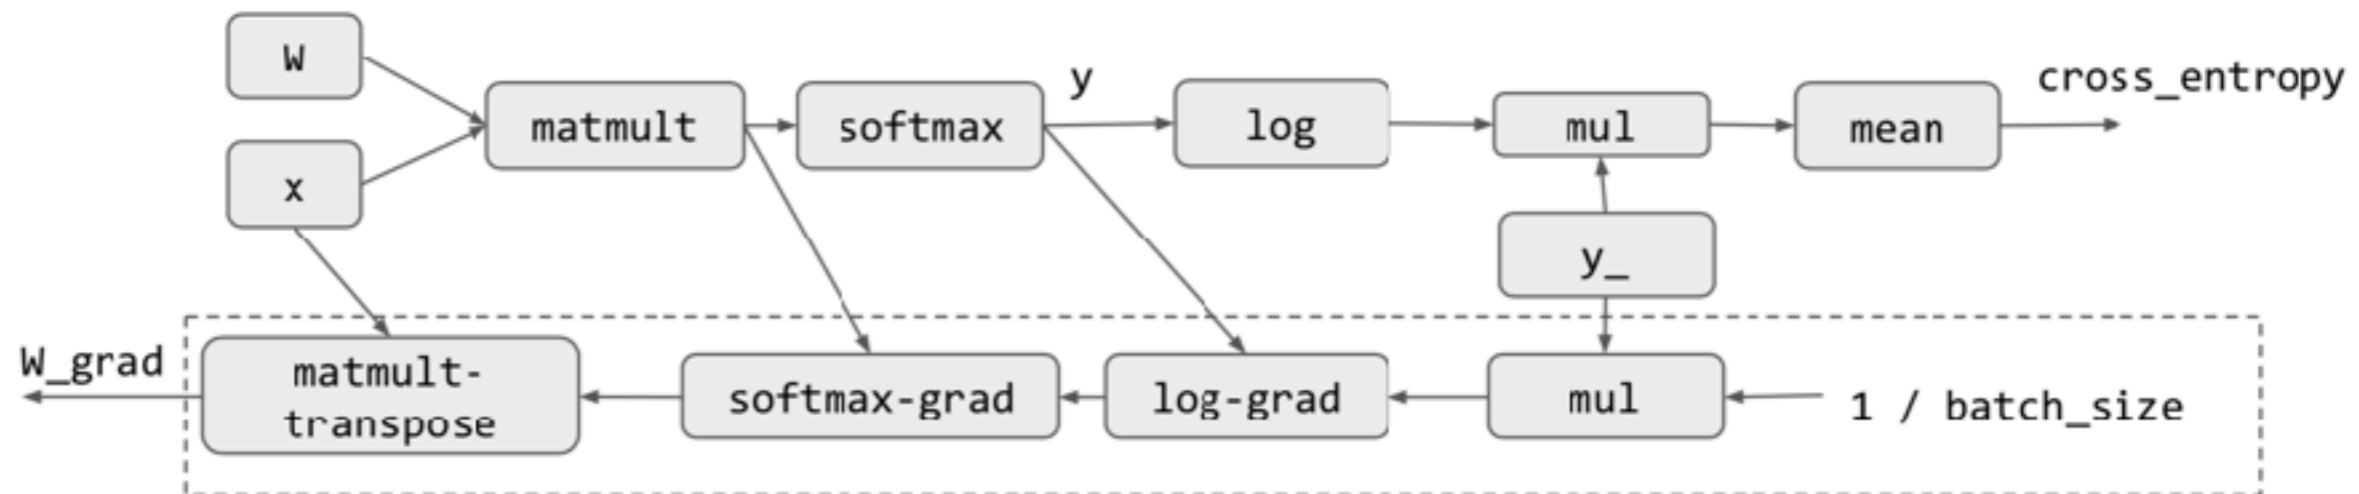 W
x
matmult
softmax
y
log
mul
mean
cross_entropy
y_
W_grad
matmult-
transpose
softmax-grad
log-grad
mul
1 / batch_size